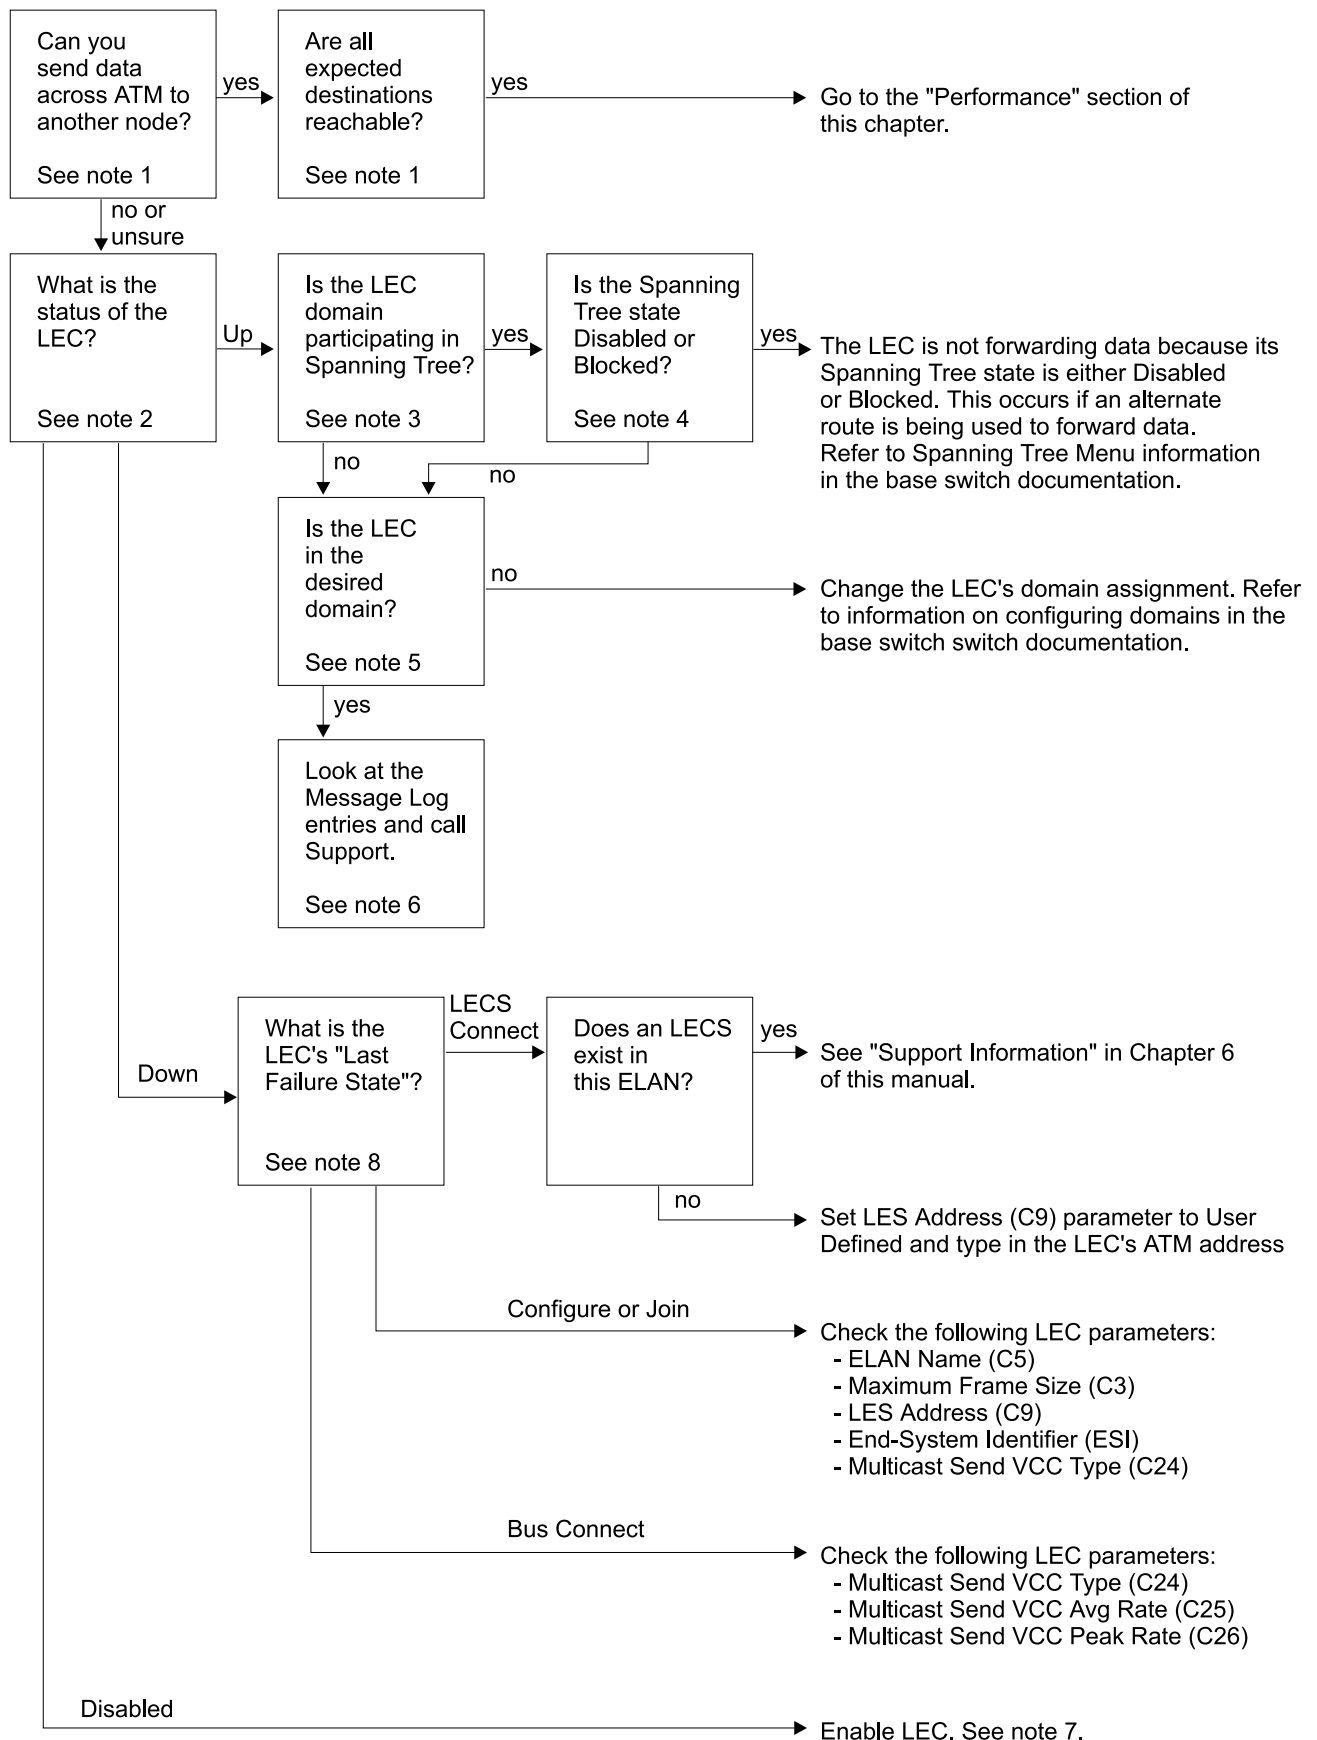 Can you
send data
across ATM to
another node?
See note 1
yes
Are all
expected
destinations
reachable?
See note 1
yes
Go to the "Performance" section of
this chapter.
no or
unsure
What is the
status of the
LEC?
See note 2
Up
Is the LEC
domain
participating in
Spanning Tree?
See note 3
yes
Is the Spanning
Tree state
Disabled or
Blocked?
See note 4
yes
The LEC is not forwarding data because its
Spanning Tree state is either Disabled
or Blocked. This occurs if an alternate
route is being used to forward data.
Refer to Spanning Tree Menu information
in the base switch documentation.
no
no
Is the LEC
in the
desired
domain?
See note 5
no
Change the LEC's domain assignment. Refer
to information on configuring domains in the
base switch switch documentation.
yes
Look at the
Message Log
entries and call
Support.
See note 6
Down
What is the
LEC's "Last
Failure State"?
See note 8
LECS
Connect
Does an LECS
exist in
this ELAN?
yes
See "Support Information" in Chapter 6
of this manual.
no
Set LES Address (C9) parameter to User
Defined and type in the LEC's ATM address
Configure or Join
Check the following LEC parameters:
- ELAN Name (C5)
- Maximum Frame Size (C3)
- LES Address (C9)
- End-System Identifier (ESI)
- Multicast Send VCC Type (C24)
Bus Connect
Check the following LEC parameters:
- Multicast Send VCC Type (C24)
- Multicast Send VCC Avg Rate (C25)
- Multicast Send VCC Peak Rate (C26)
Disabled
Enable LEC. See note 7.